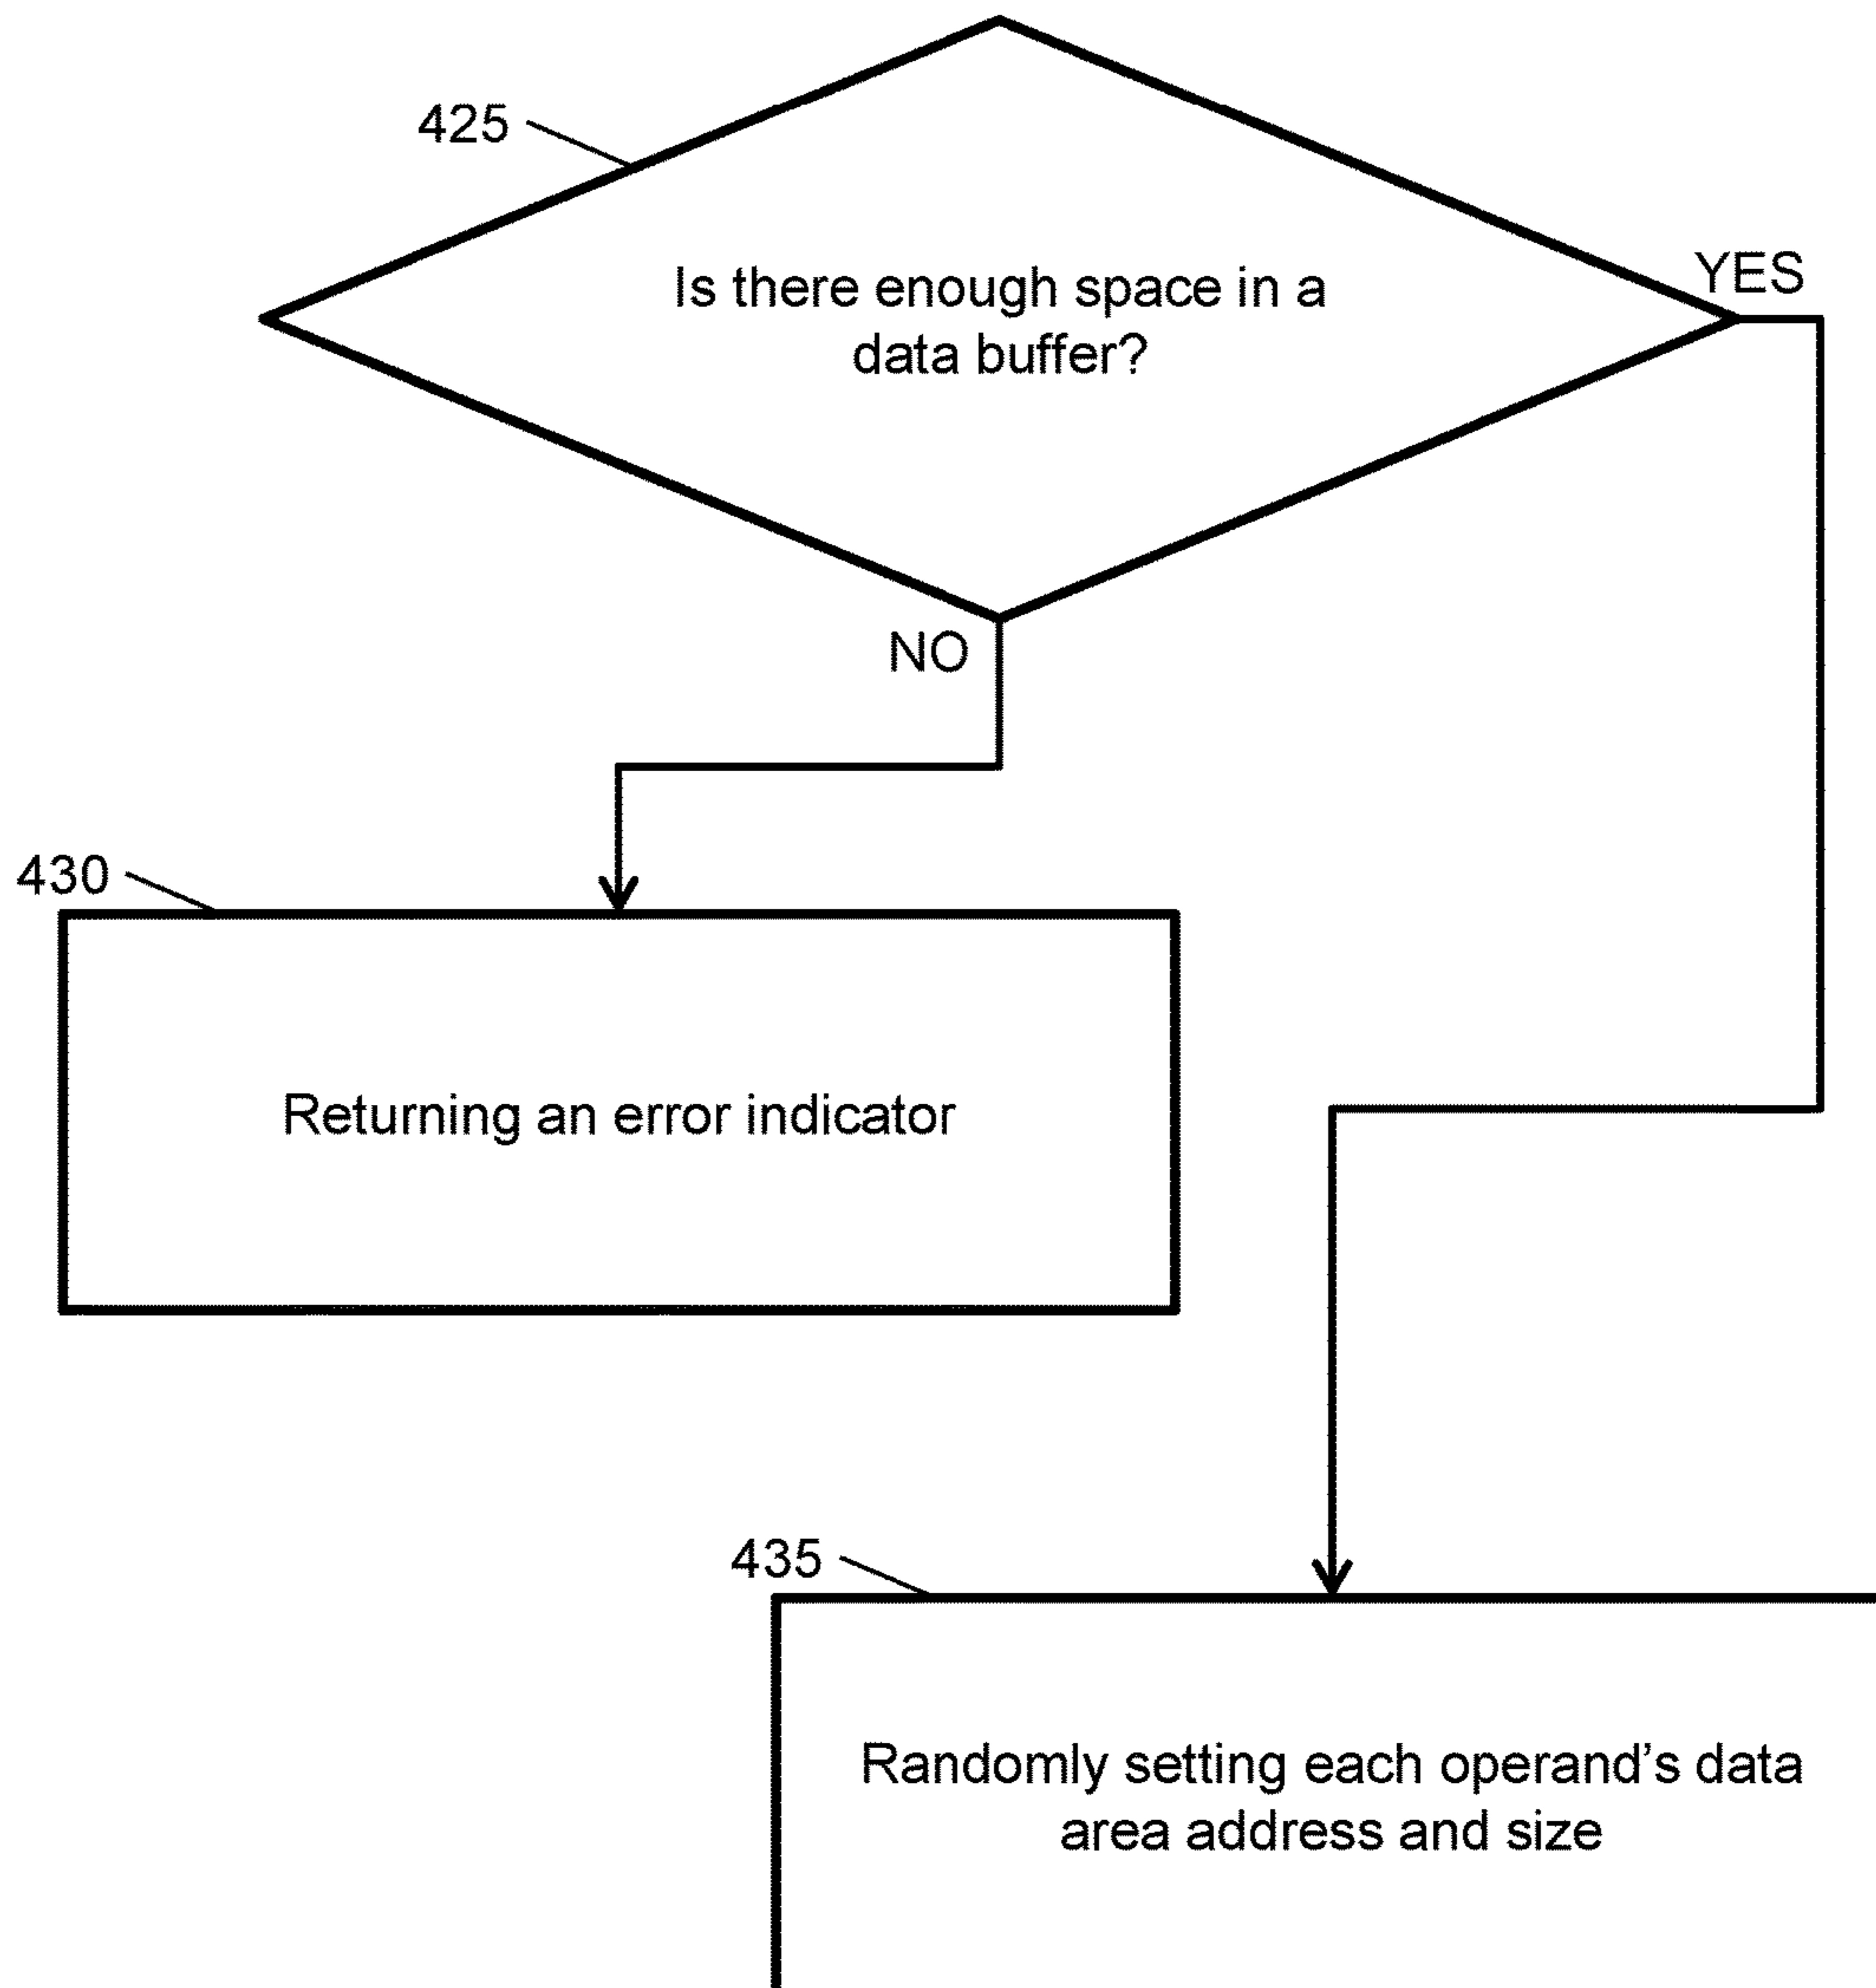 425
Is there enough space in a
data buffer?
YES
NO
430
Returning an error indicator
435
Randomly setting each operand’s data
area address and size